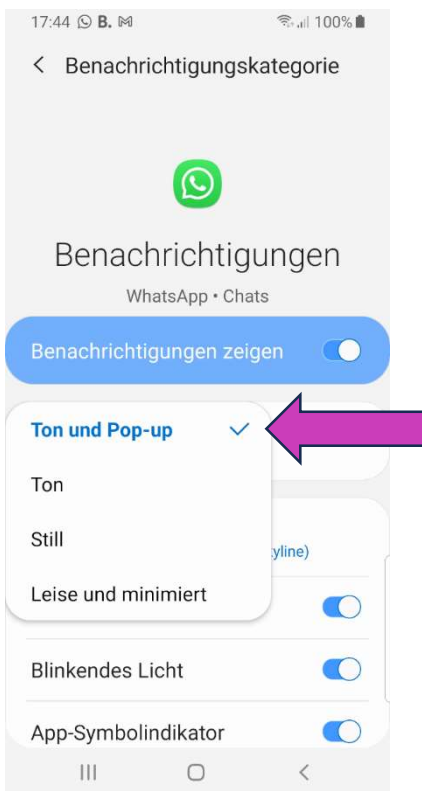 17:44 B. 100%
Benachrichtigungskategorie
Benachrichtigungen
WhatsApp • Chats
Benachrichtigungen zeigen
Ton und Pop-up
Ton
Still
yline)
Leise und minimiert
Blinkendes Licht
App-Symbolindikator